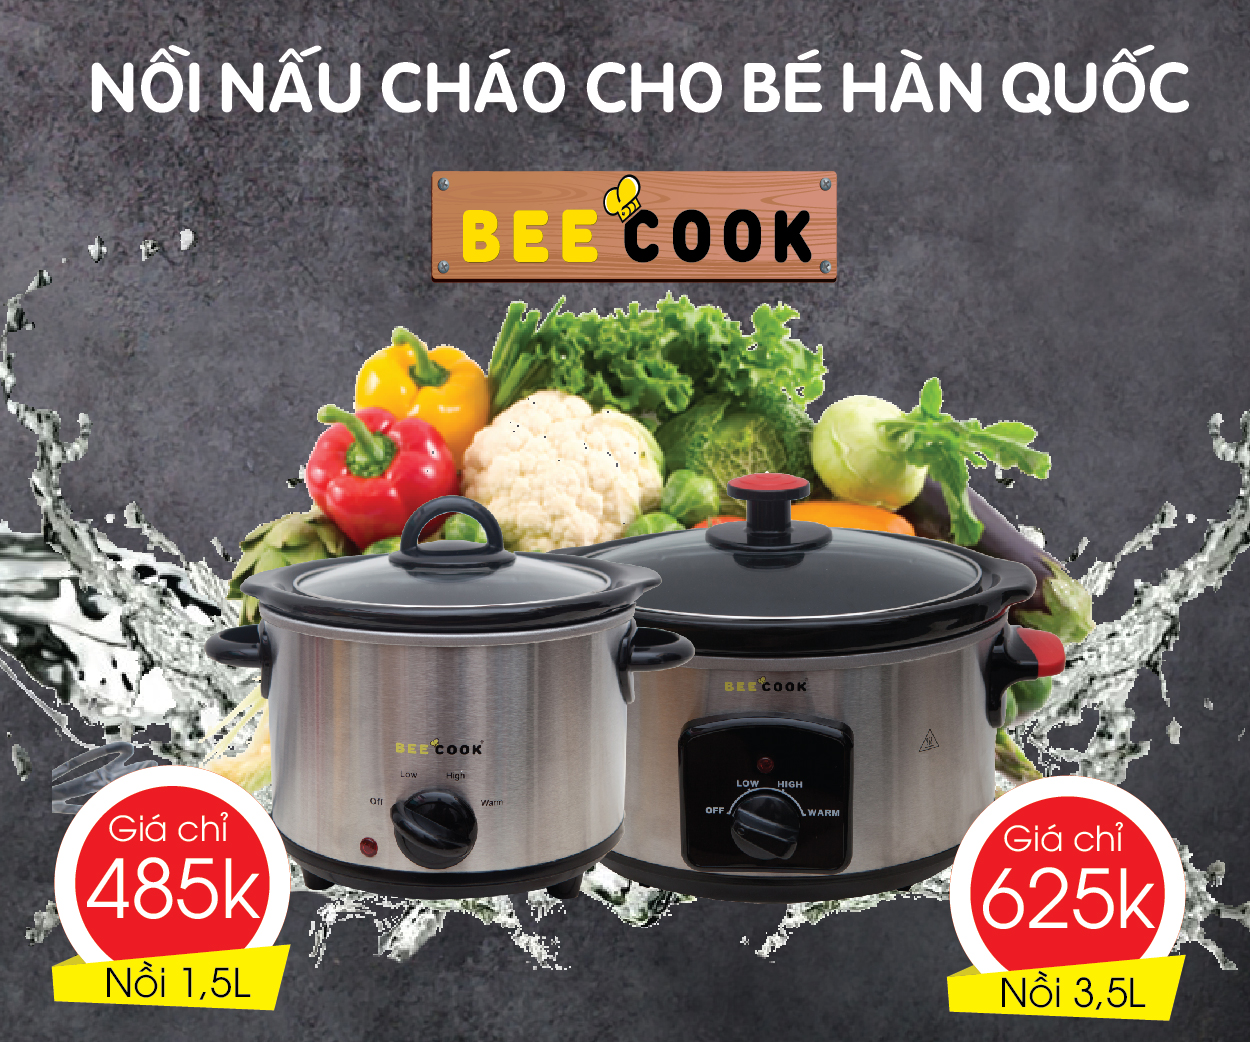 NỒI NẤU CHÁO CHO BÉ HÀN QUỐC
BEE COOK
BEE COOK
Low High
Off Warm
BEE COOK
LOW HIGH
OFF WARM
Giá chỉ
485k
Nồi 1,5L
Giá chỉ
625k
Nồi 3,5L